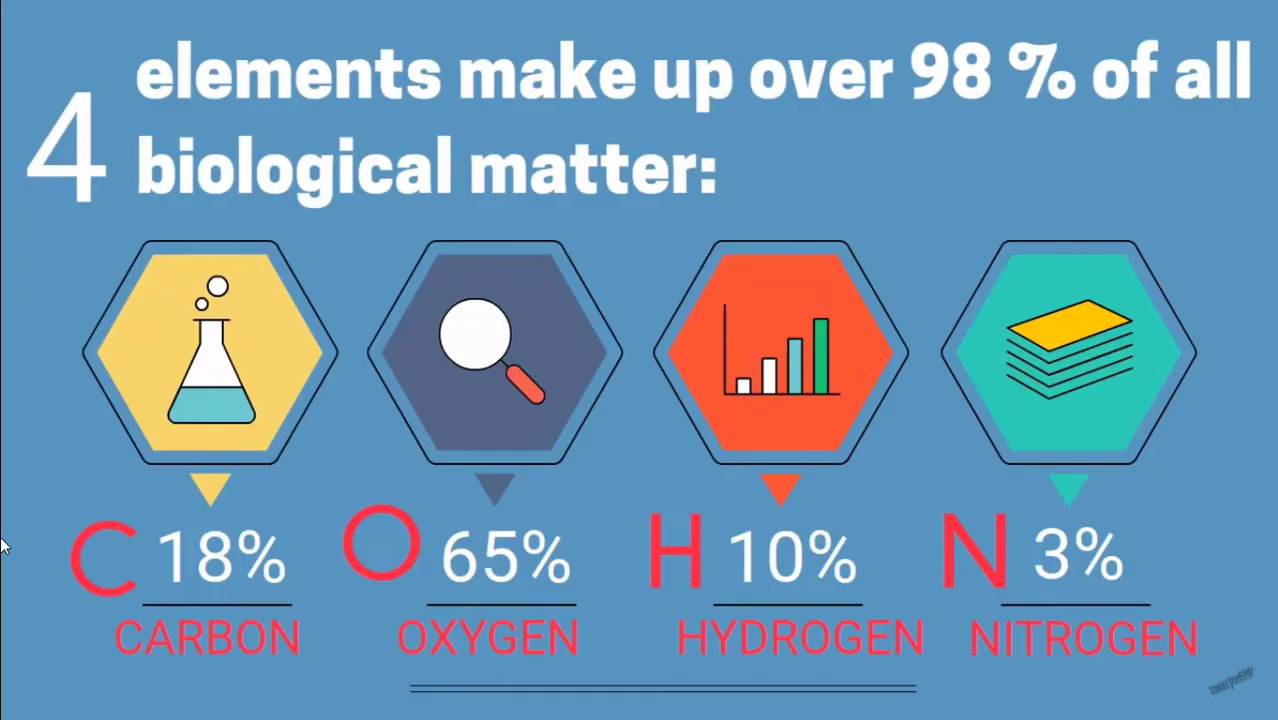 4 elements make up over 98 % of all
biological matter:
C 18% O 65% H 10% N 3%
CARBON OXYGEN HYDROGEN NITROGEN